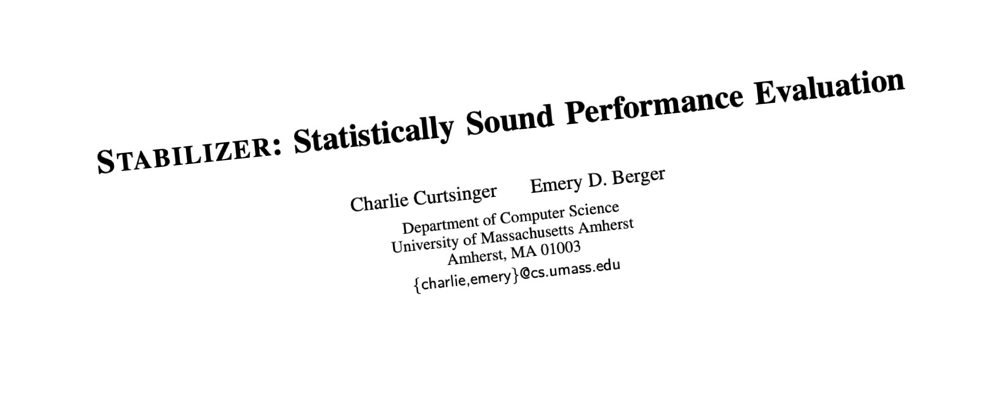 STABILIZER: Statistically Sound Performance Evaluation
Charlie Curtsinger Emery D. Berger
Department of Computer Science
University of Massachusetts Amherst
Amherst, MA 01003
{charlie,emery}@cs.umass.edu